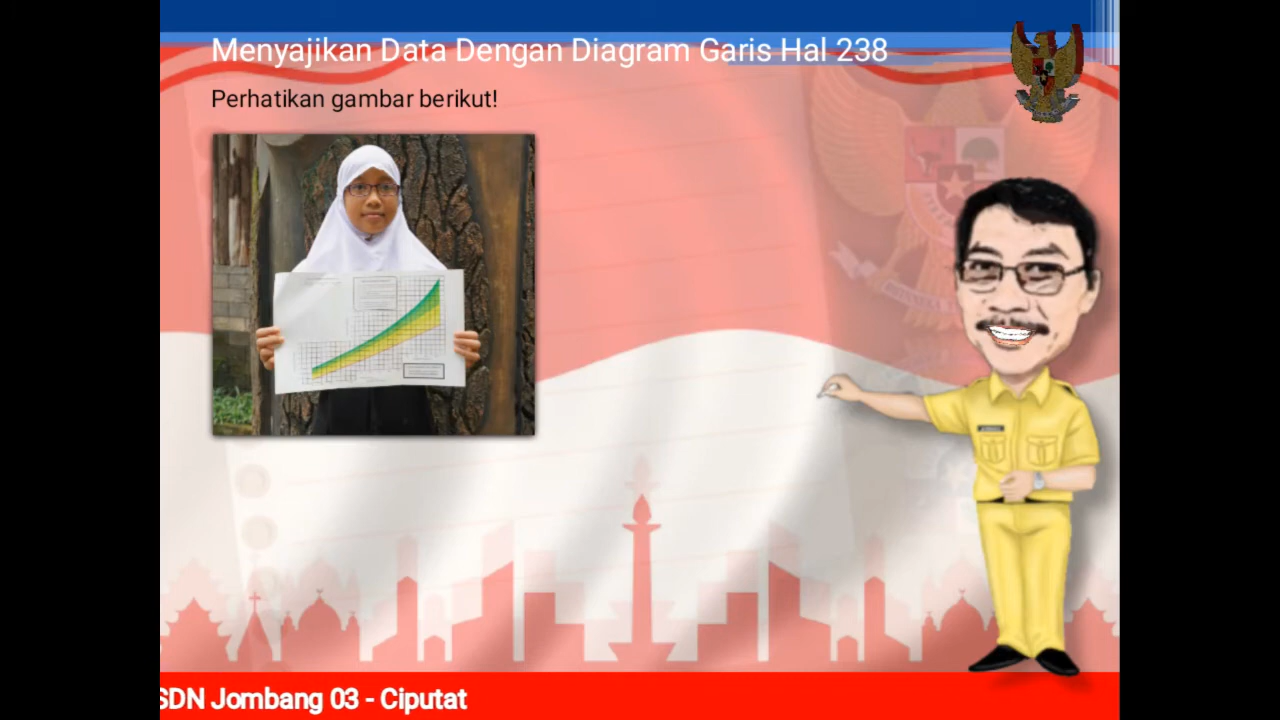 Menyajikan Data Dengan Diagram Garis Hal 238
Perhatikan gambar berikut!
SDN Jombang 03 - Ciputat